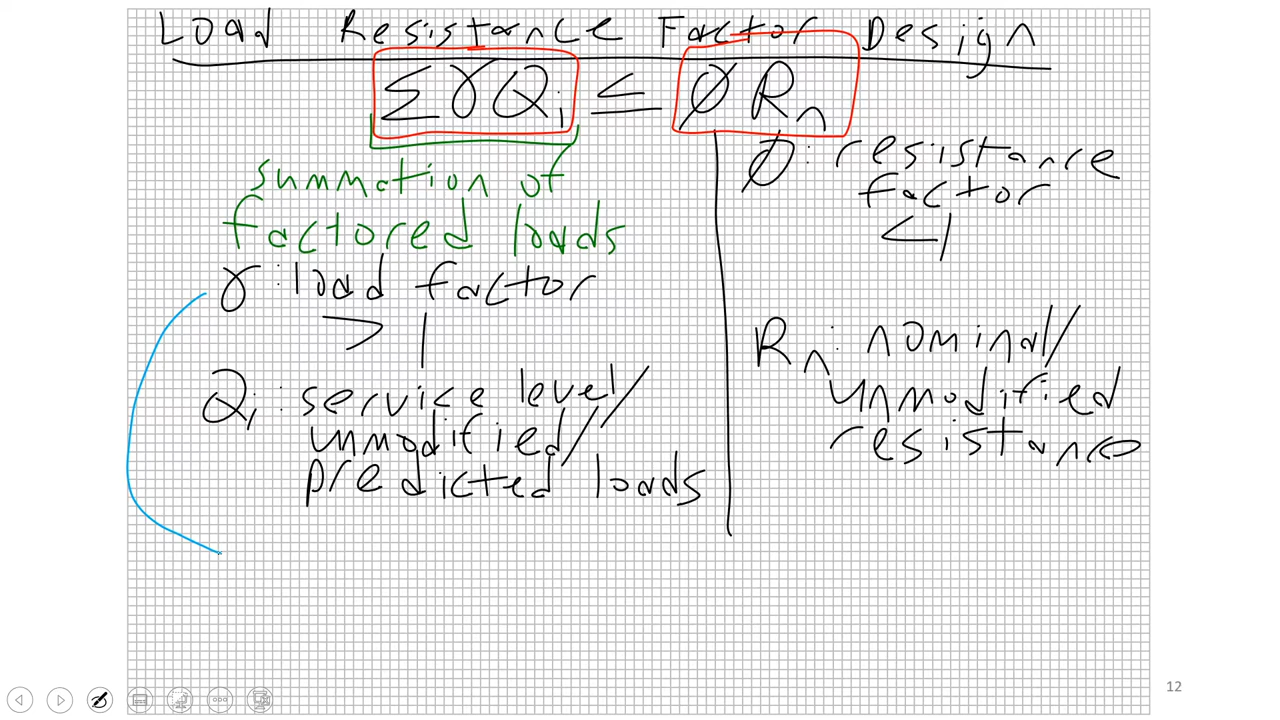 Load Resistance Factor Design
ΣγQi ≤ ØRn
summation of
factored loads
γ: load factor
> 1
Qi: service level/
unmodified/
predicted loads
Ø: resistance
factor
< 1
Rn: nominal/
unmodified
resistance
12